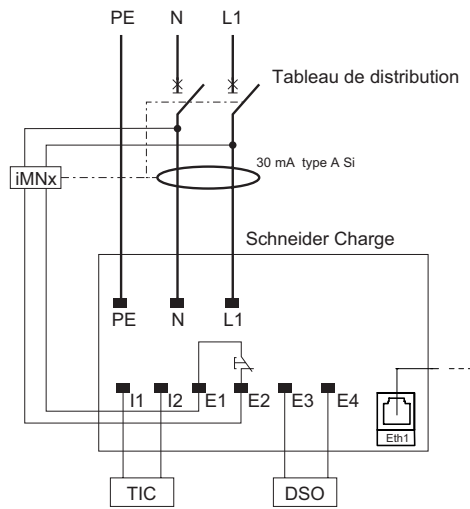 PE N L1
Tableau de distribution
30 mA type A Si
iMNx
Schneider Charge
PE N L1
I1 I2 E1 E2 E3 E4
Eth1
TIC DSO